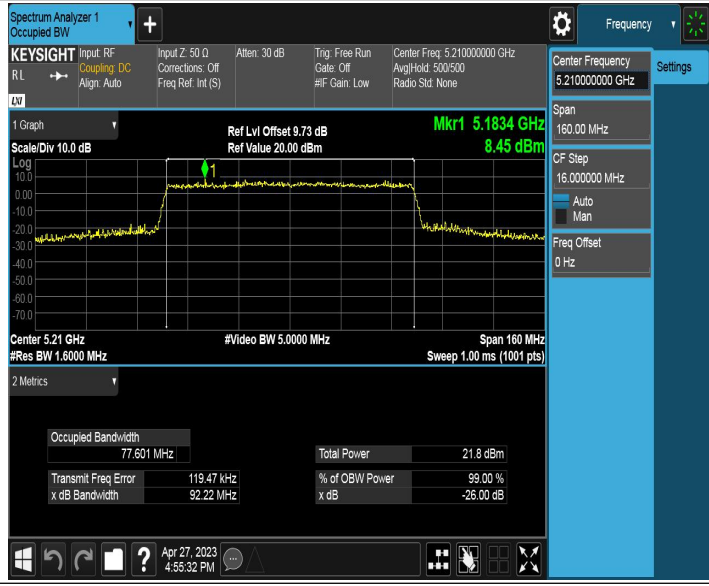 Spectrum Analyzer 1
Occupied BW
KEYSIGHT
R L
LXI
Input: RF
Coupling: DC
Align: Auto
Input Z: 50 Ω
Corrections: Off
Freq Ref: Int (S)
Atten: 30 dB
Trig: Free Run
Gate: Off
#IF Gain: Low
Center Freq: 5.210000000 GHz
Avg|Hold: 500/500
Radio Std: None
1 Graph
Scale/Div 10.0 dB
Ref Lvl Offset 9.73 dB
Ref Value 20.00 dBm
Mkr1 5.1834 GHz
8.45 dBm
Log
10.0
0.00
-10.0
-20.0
-30.0
-40.0
-50.0
-60.0
-70.0
1
Center 5.21 GHz
#Res BW 1.6000 MHz
#Video BW 5.0000 MHz
Span 160 MHz
Sweep 1.00 ms (1001 pts)
2 Metrics
Occupied Bandwidth
77.601 MHz
Transmit Freq Error 119.47 kHz
x dB Bandwidth 92.22 MHz
Total Power 21.8 dBm
% of OBW Power 99.00 %
x dB -26.00 dB
?
Apr 27, 2023
4:55:32 PM
Frequency
Settings
Center Frequency
5.210000000 GHz
Span
160.00 MHz
CF Step
16.000000 MHz
Auto
Man
Freq Offset
0 Hz